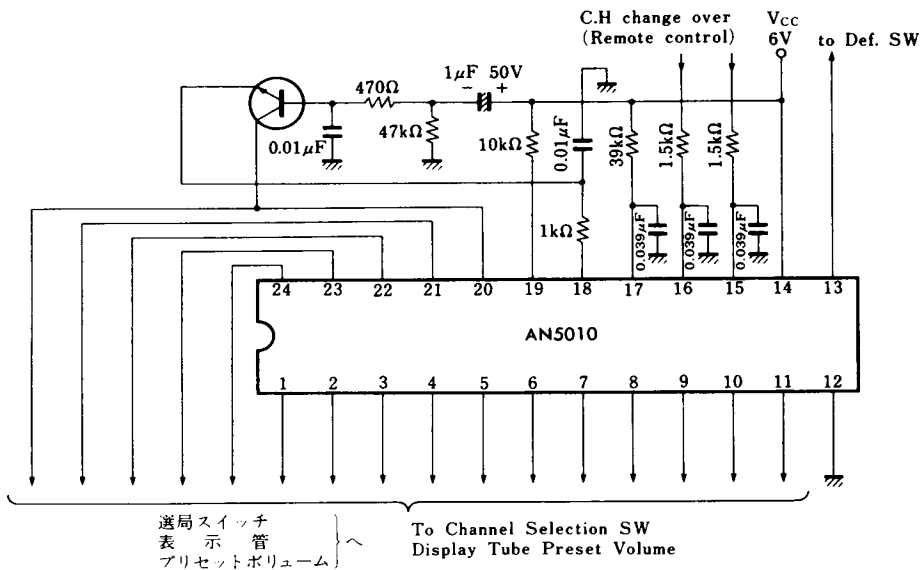 C.H change over
(Remote control)
VCC
6V
to Def. SW
470Ω
1μF 50V
− +
0.01μF
47kΩ
10kΩ
0.01μF
39kΩ
1.5kΩ
1.5kΩ
1kΩ
0.039μF
0.039μF
0.039μF
24 23 22 21 20 19 18 17 16 15 14 13
AN5010
1 2 3 4 5 6 7 8 9 10 11 12
選局スイッチ
表示管
プリセットボリューム
へ
To Channel Selection SW
Display Tube Preset Volume